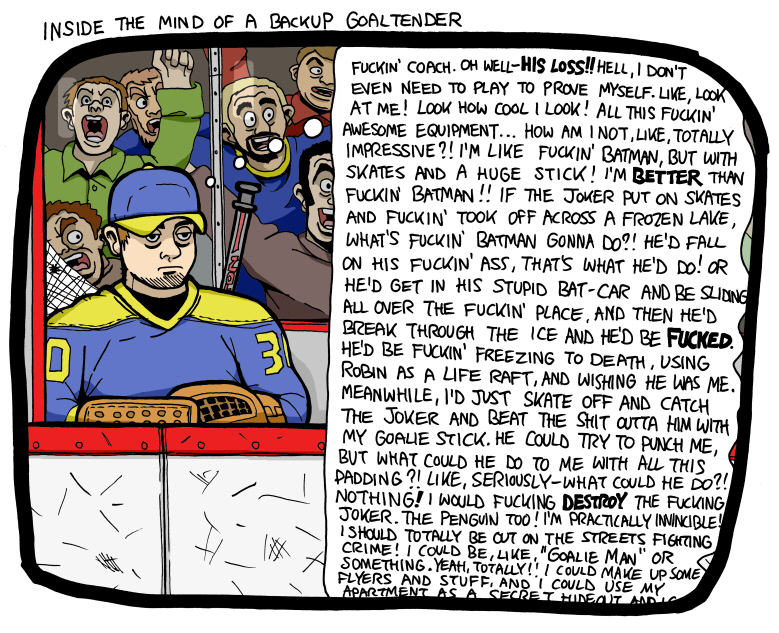 INSIDE THE MIND OF A BACKUP GOALTENDER
FUCKIN' COACH. OH WELL-HIS LOSS!! HELL, I DON'T
EVEN NEED TO PLAY TO PROVE MYSELF. LIKE, LOOK
AT ME! LOOK HOW COOL I LOOK! ALL THIS FUCKIN'
AWESOME EQUIPMENT... HOW AM I NOT, LIKE, TOTALLY
IMPRESSIVE?! I'M LIKE FUCKIN' BATMAN, BUT WITH
SKATES AND A HUGE STICK! I'M BETTER THAN
FUCKIN' BATMAN!! IF THE JOKER PUT ON SKATES
AND FUCKIN' TOOK OFF ACROSS A FROZEN LAKE,
WHAT'S FUCKIN' BATMAN GONNA DO?! HE'D FALL
ON HIS FUCKIN' ASS, THAT'S WHAT HE'D DO! OR
HE'D GET IN HIS STUPID BAT-CAR AND BE SLIDING
ALL OVER THE FUCKIN' PLACE, AND THEN HE'D
BREAK THROUGH THE ICE AND HE'D BE FUCKED.
HE'D BE FUCKIN' FREEZING TO DEATH, USING
ROBIN AS A LIFE RAFT, AND WISHING HE WAS ME.
MEANWHILE, I'D JUST SKATE OFF AND CATCH
THE JOKER AND BEAT THE SHIT OUTTA HIM WITH
MY GOALIE STICK. HE COULD TRY TO PUNCH ME,
BUT WHAT COULD HE DO TO ME WITH ALL THIS
PADDING?! LIKE, SERIOUSLY-WHAT COULD HE DO?!
NOTHING! I WOULD FUCKING DESTROY THE FUCKING
JOKER. THE PENGUIN TOO! I'M PRACTICALLY INVINCIBLE!
I SHOULD TOTALLY BE OUT ON THE STREETS FIGHTING
CRIME! I COULD BE, LIKE, "GOALIE MAN" OR
SOMETHING. YEAH, TOTALLY! I COULD MAKE UP SOME
FLYERS AND STUFF, AND I COULD USE MY
APARTMENT AS A SECRET HIDEOUT AND
0
3